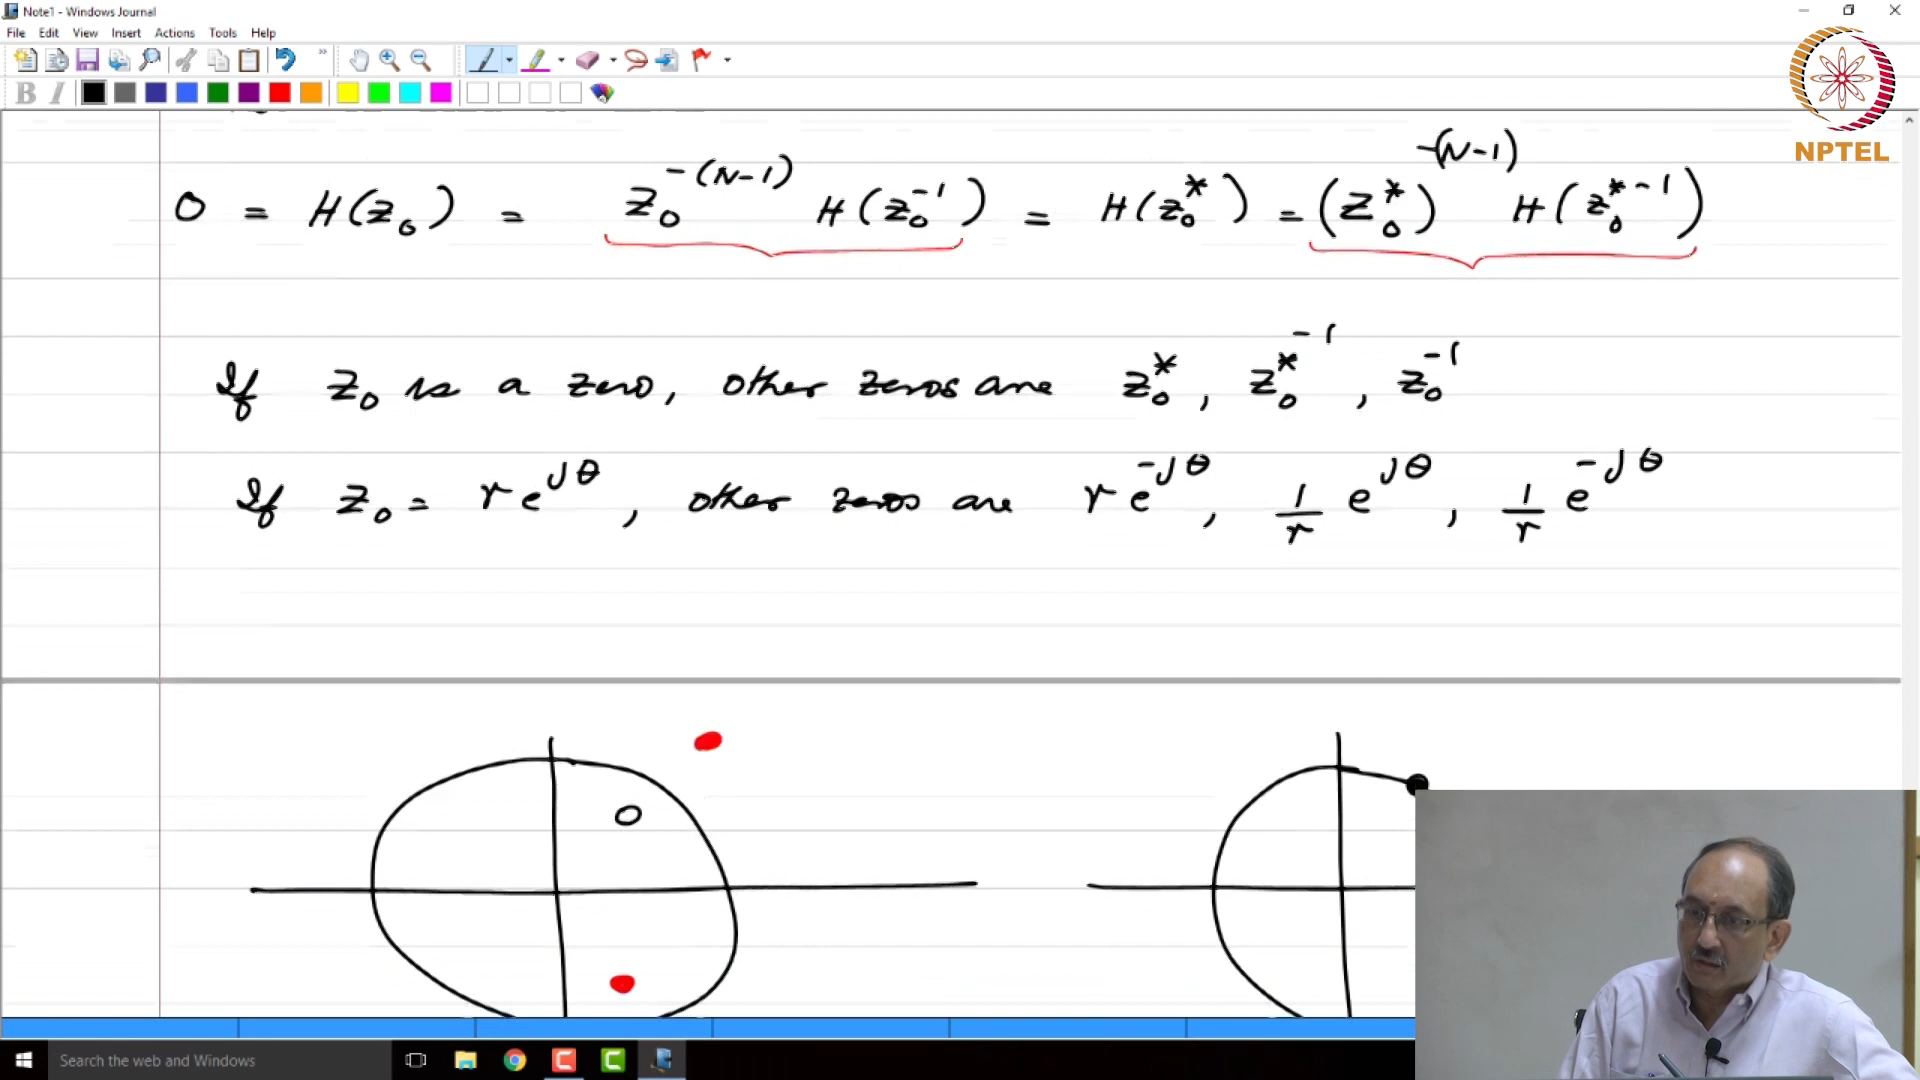 Note1 - Windows Journal
File Edit View Insert Actions Tools Help
B I
NPTEL
0 = H(z₀) = z₀^{-(N-1)} H(z₀^{-1}) = H(z₀^*) = (z₀^*)^{-(N-1)} H(z₀^{*-1})
If z₀ is a zero, other zeros are z₀^*, z₀^{*-1}, z₀^{-1}
If z₀ = r e^{jθ}, other zeros are r e^{-jθ}, 1/r e^{jθ}, 1/r e^{-jθ}
Search the web and Windows